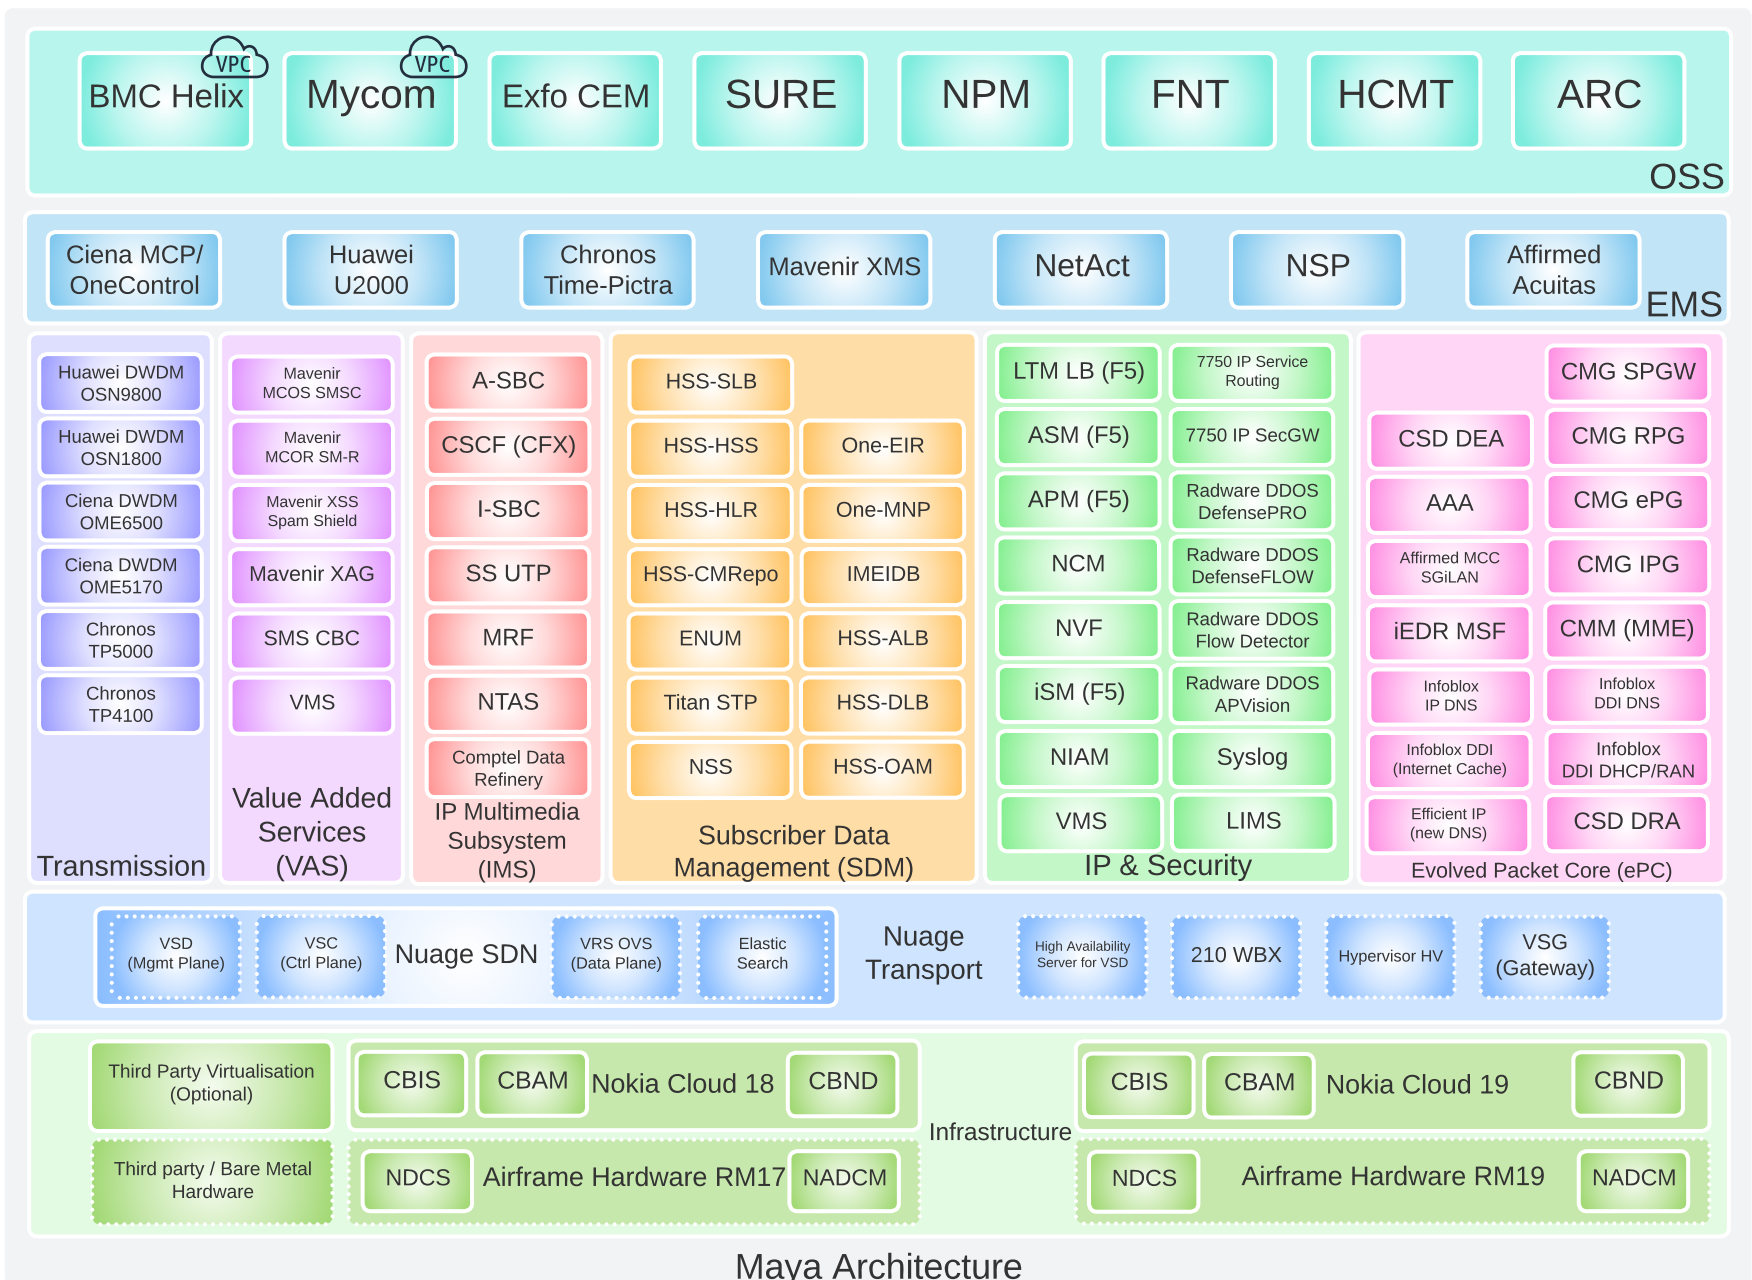 VPC
VPC
BMC Helix
Mycom
Exfo CEM
SURE
NPM
FNT
HCMT
ARC
OSS
Ciena MCP/
OneControl
Huawei
U2000
Chronos
Time-Pictra
Mavenir XMS
NetAct
NSP
Affirmed
Acuitas
EMS
Huawei DWDM
OSN9800
Huawei DWDM
OSN1800
Ciena DWDM
OME6500
Ciena DWDM
OME5170
Chronos
TP5000
Chronos
TP4100
Transmission
Mavenir
MCOS SMSC
Mavenir
MCOR SM-R
Mavenir XSS
Spam Shield
Mavenir XAG
SMS CBC
VMS
Value Added
Services
(VAS)
A-SBC
CSCF (CFX)
I-SBC
SS UTP
MRF
NTAS
Comptel Data
Refinery
IP Multimedia
Subsystem
(IMS)
HSS-SLB
HSS-HSS
HSS-HLR
HSS-CMRepo
ENUM
Titan STP
NSS
One-EIR
One-MNP
IMEIDB
HSS-ALB
HSS-DLB
HSS-OAM
Subscriber Data
Management (SDM)
LTM LB (F5)
ASM (F5)
APM (F5)
NCM
NVF
iSM (F5)
NIAM
VMS
7750 IP Service
Routing
7750 IP SecGW
Radware DDOS
DefensePRO
Radware DDOS
DefenseFLOW
Radware DDOS
Flow Detector
Radware DDOS
APVision
Syslog
LIMS
IP & Security
CSD DEA
AAA
Affirmed MCC
SGiLAN
iEDR MSF
Infoblox
IP DNS
Infoblox DDI
(Internet Cache)
Efficient IP
(new DNS)
CMG SPGW
CMG RPG
CMG ePG
CMG IPG
CMM (MME)
Infoblox
DDI DNS
Infoblox
DDI DHCP/RAN
CSD DRA
Evolved Packet Core (ePC)
VSD
(Mgmt Plane)
VSC
(Ctrl Plane)
Nuage SDN
VRS OVS
(Data Plane)
Elastic
Search
Nuage
Transport
High Availability
Server for VSD
210 WBX
Hypervisor HV
VSG
(Gateway)
Third Party Virtualisation
(Optional)
CBIS
CBAM
Nokia Cloud 18
CBND
CBIS
CBAM
Nokia Cloud 19
CBND
Infrastructure
Third party / Bare Metal
Hardware
NDCS
Airframe Hardware RM17
NADCM
NDCS
Airframe Hardware RM19
NADCM
Maya Architecture